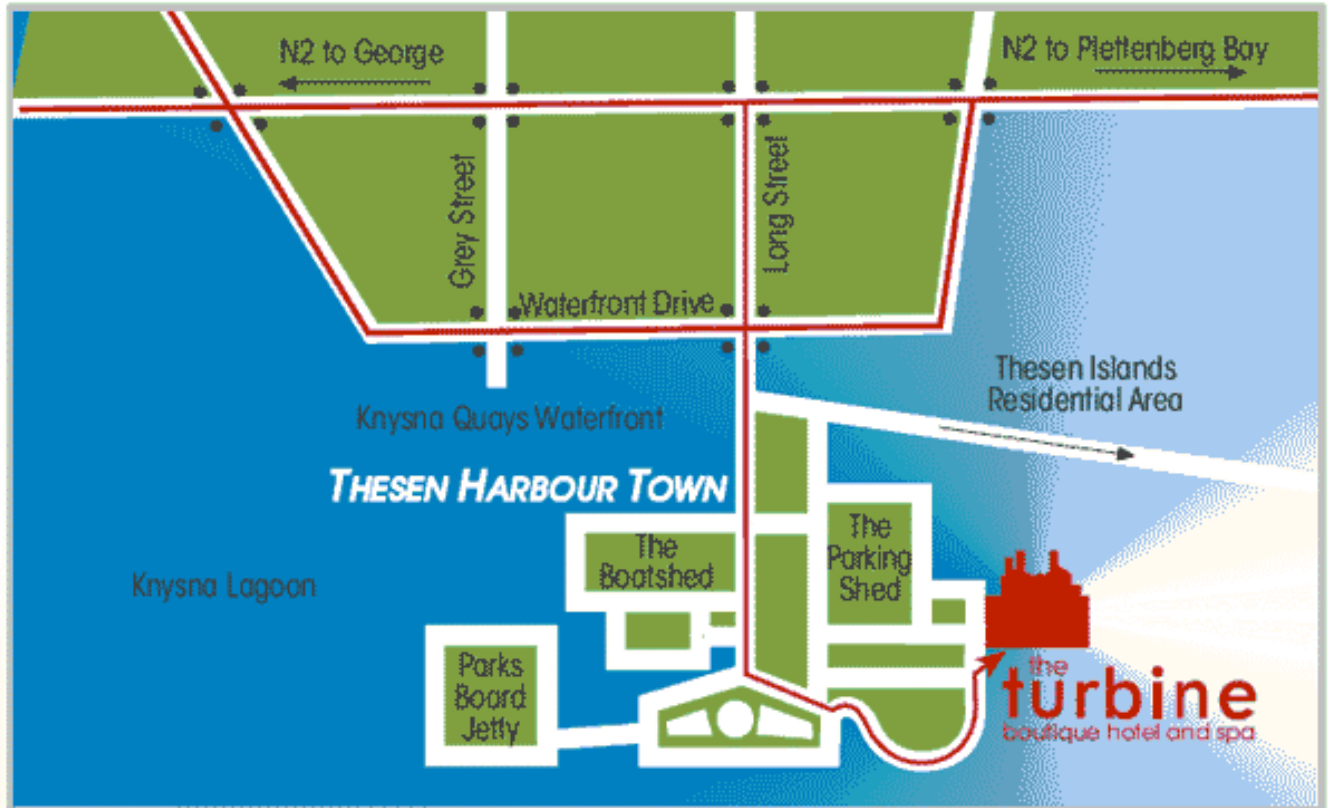 N2 to George
N2 to Plettenberg Bay
Grey Street
Long Street
Waterfront Drive
Thesen Islands
Residential Area
Knysna Quays Waterfront
THESEN HARBOUR TOWN
The
Boatshed
The
Parking
Shed
Knysna Lagoon
Parks
Board
Jetty
the
turbine
boutique hotel and spa